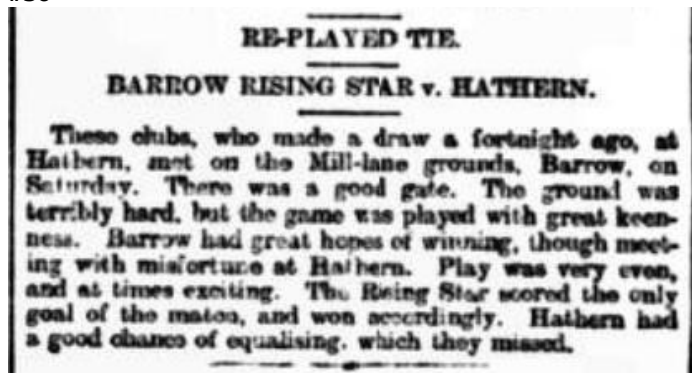 RE-PLAYED TIE.
BARROW RISING STAR v. HATHERN.
These clubs, who made a draw a fortnight ago, at
Hathern, met on the Mill-lane grounds, Barrow, on
Saturday. There was a good gate. The ground was
terribly hard, but the game was played with great keen-
ness. Barrow had great hopes of winning, though meet-
ing with misfortune at Hathern. Play was very even,
and at times exciting. The Rising Star scored the only
goal of the match, and won accordingly. Hathern had
a good chance of equalising, which they missed.